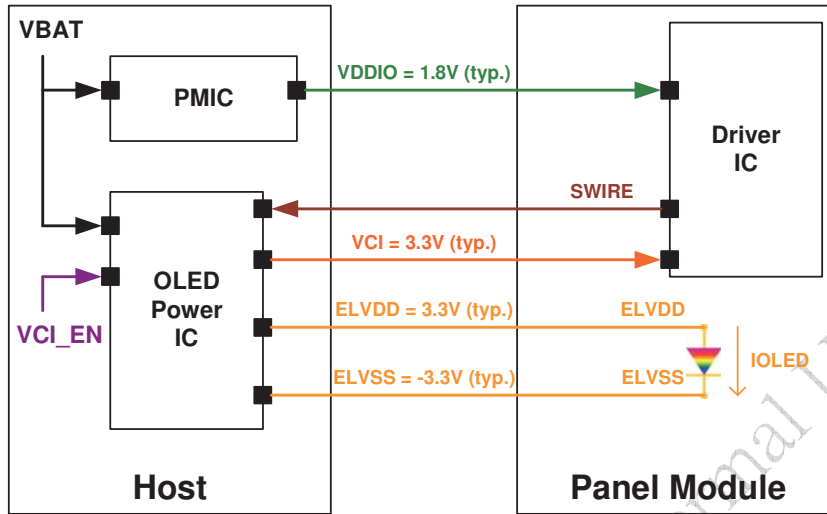 VBAT
PMIC
VDDIO = 1.8V (typ.)
Driver
IC
SWIRE
VCI = 3.3V (typ.)
OLED
Power
IC
VCI_EN
ELVDD = 3.3V (typ.)
ELVDD
IOLED
ELVSS = -3.3V (typ.)
ELVSS
Host
Panel Module